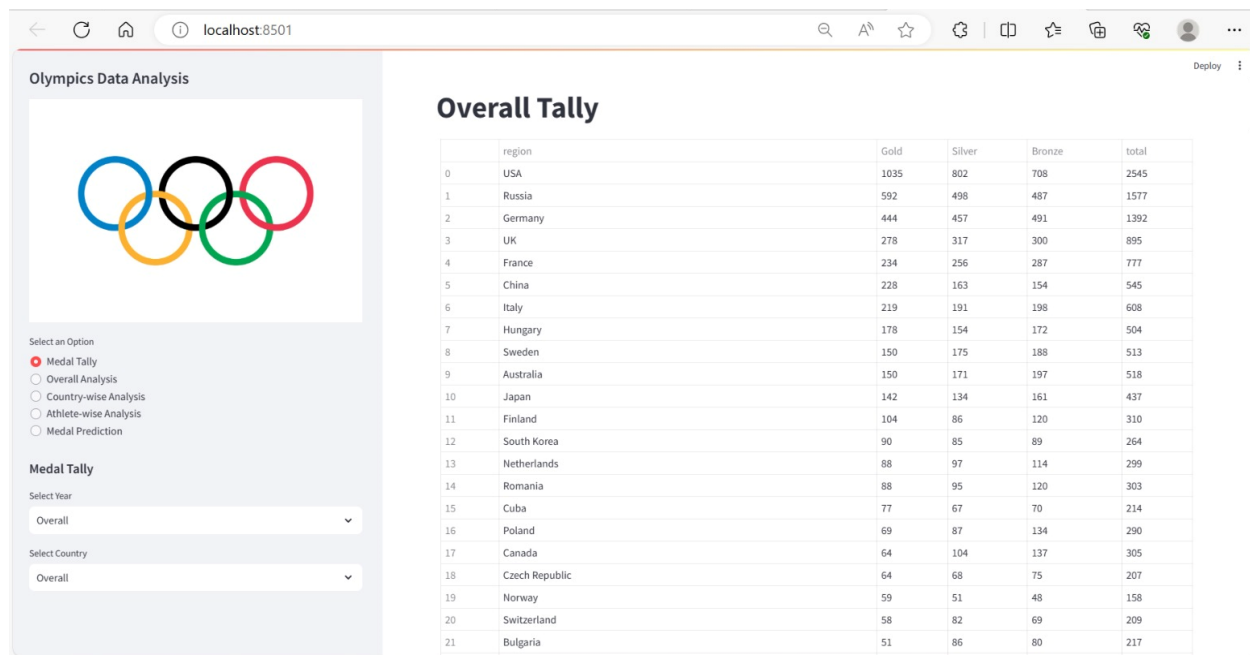 localhost:8501
Deploy
Olympics Data Analysis
Select an Option
Medal Tally
Overall Analysis
Country-wise Analysis
Athlete-wise Analysis
Medal Prediction
Medal Tally
Select Year
Overall
Select Country
Overall
Overall Tally
region Gold Silver Bronze total
0 USA 1035 802 708 2545
1 Russia 592 498 487 1577
2 Germany 444 457 491 1392
3 UK 278 317 300 895
4 France 234 256 287 777
5 China 228 163 154 545
6 Italy 219 191 198 608
7 Hungary 178 154 172 504
8 Sweden 150 175 188 513
9 Australia 150 171 197 518
10 Japan 142 134 161 437
11 Finland 104 86 120 310
12 South Korea 90 85 89 264
13 Netherlands 88 97 114 299
14 Romania 88 95 120 303
15 Cuba 77 67 70 214
16 Poland 69 87 134 290
17 Canada 64 104 137 305
18 Czech Republic 64 68 75 207
19 Norway 59 51 48 158
20 Switzerland 58 82 69 209
21 Bulgaria 51 86 80 217